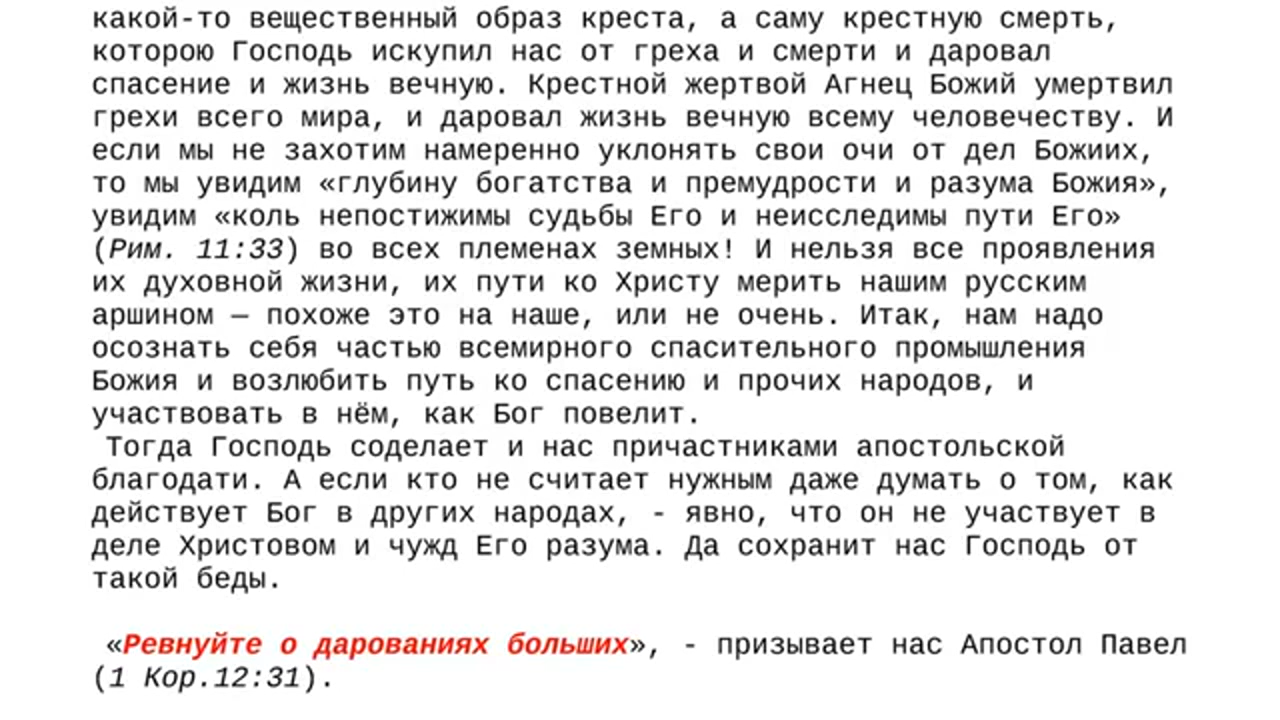 какой-то вещественный образ креста, а саму крестную смерть,
которою Господь искупил нас от греха и смерти и даровал
спасение и жизнь вечную. Крестной жертвой Агнец Божий умертвил
грехи всего мира, и даровал жизнь вечную всему человечеству. И
если мы не захотим намеренно уклонять свои очи от дел Божиих,
то мы увидим «глубину богатства и премудрости и разума Божия»,
увидим «коль непостижимы судьбы Его и неисследимы пути Его»
(Рим. 11:33) во всех племенах земных! И нельзя все проявления
их духовной жизни, их пути ко Христу мерить нашим русским
аршином — похоже это на наше, или не очень. Итак, нам надо
осознать себя частью всемирного спасительного промышления
Божия и возлюбить путь ко спасению и прочих народов, и
участвовать в нём, как Бог повелит.
Тогда Господь соделает и нас причастниками апостольской
благодати. А если кто не считает нужным даже думать о том, как
действует Бог в других народах, - явно, что он не участвует в
деле Христовом и чужд Его разума. Да сохранит нас Господь от
такой беды.
«Ревнуйте о дарованиях больших», - призывает нас Апостол Павел
(1 Кор.12:31).